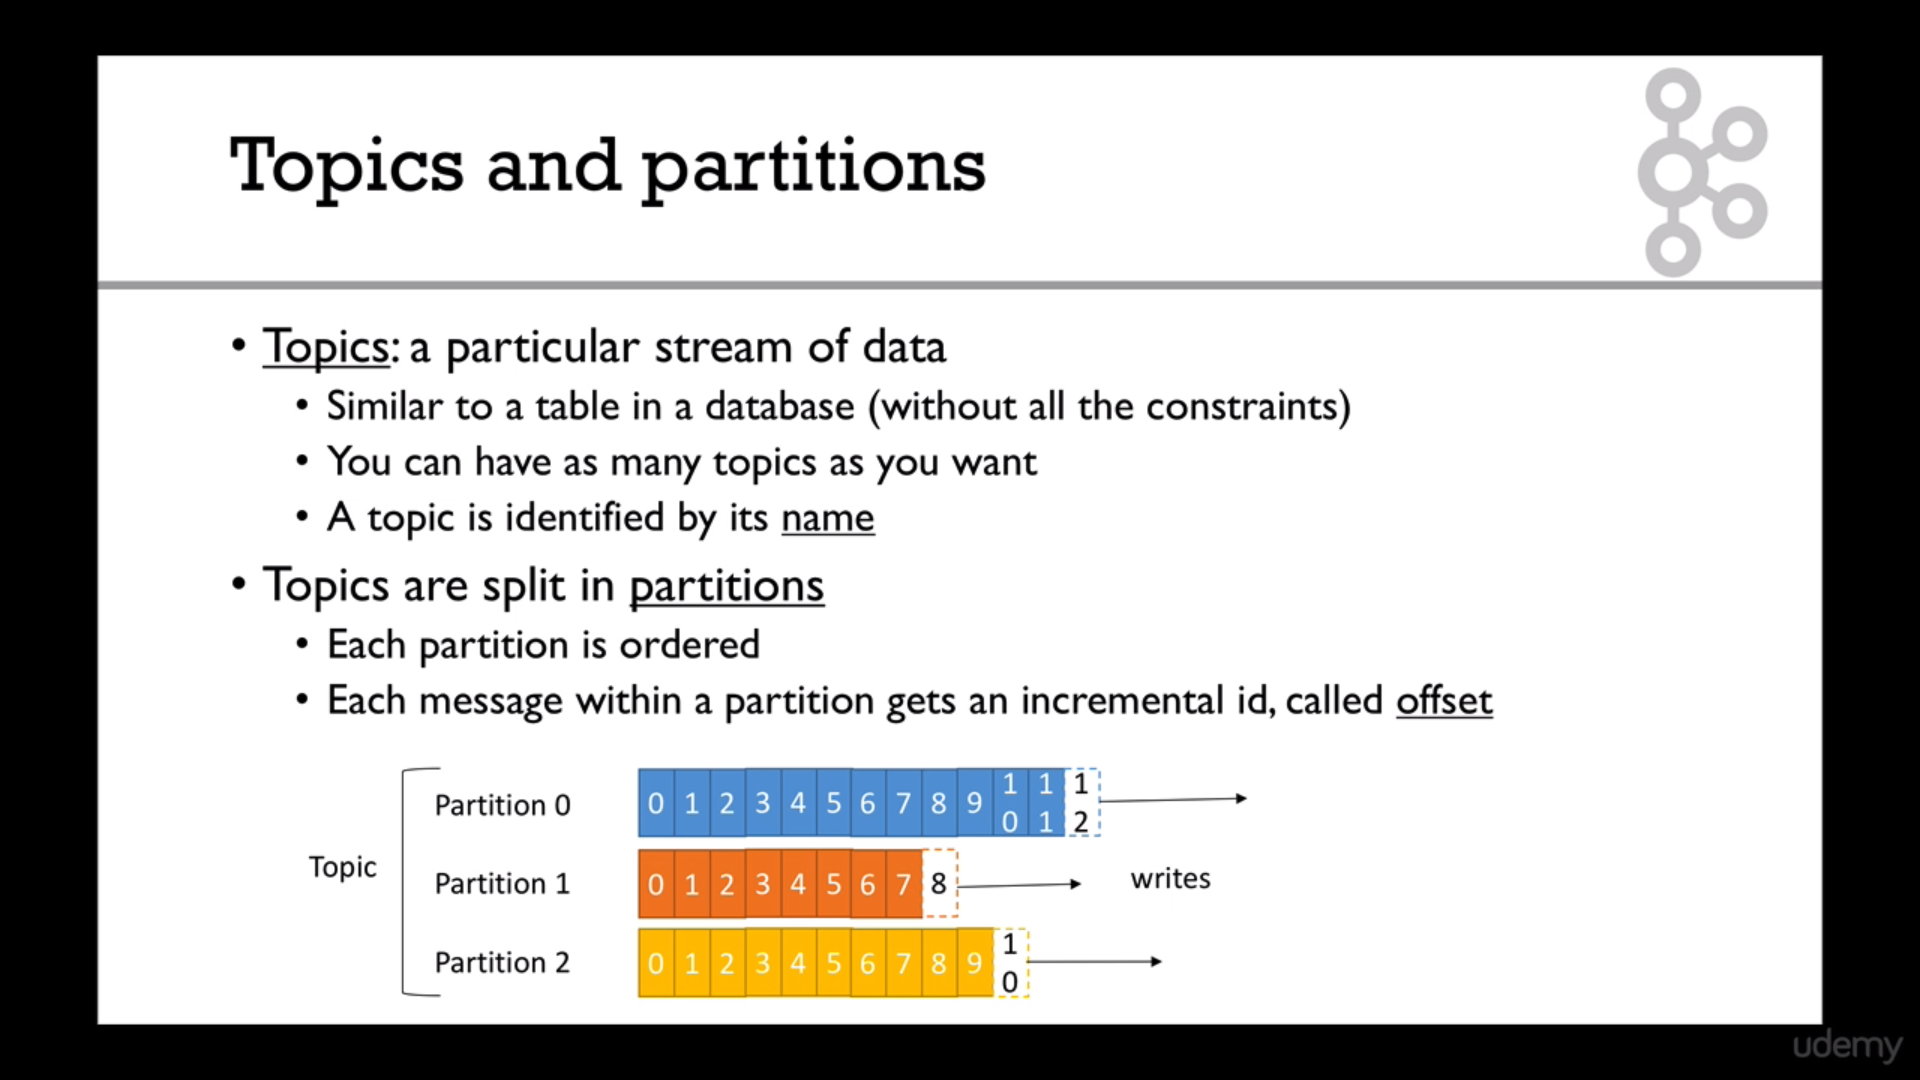 Topics and partitions
• Topics: a particular stream of data
• Similar to a table in a database (without all the constraints)
• You can have as many topics as you want
• A topic is identified by its name
• Topics are split in partitions
• Each partition is ordered
• Each message within a partition gets an incremental id, called offset
Partition 0 0 1 2 3 4 5 6 7 8 9 10 11 12
Topic
Partition 1 0 1 2 3 4 5 6 7 8
writes
Partition 2 0 1 2 3 4 5 6 7 8 9 10
udemy